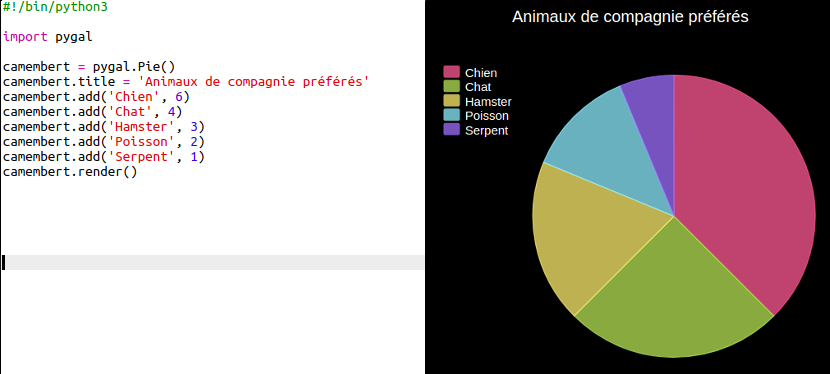 #!/bin/python3
import pygal
camembert = pygal.Pie()
camembert.title = 'Animaux de compagnie préférés'
camembert.add('Chien', 6)
camembert.add('Chat', 4)
camembert.add('Hamster', 3)
camembert.add('Poisson', 2)
camembert.add('Serpent', 1)
camembert.render()
Animaux de compagnie préférés
Chien
Chat
Hamster
Poisson
Serpent